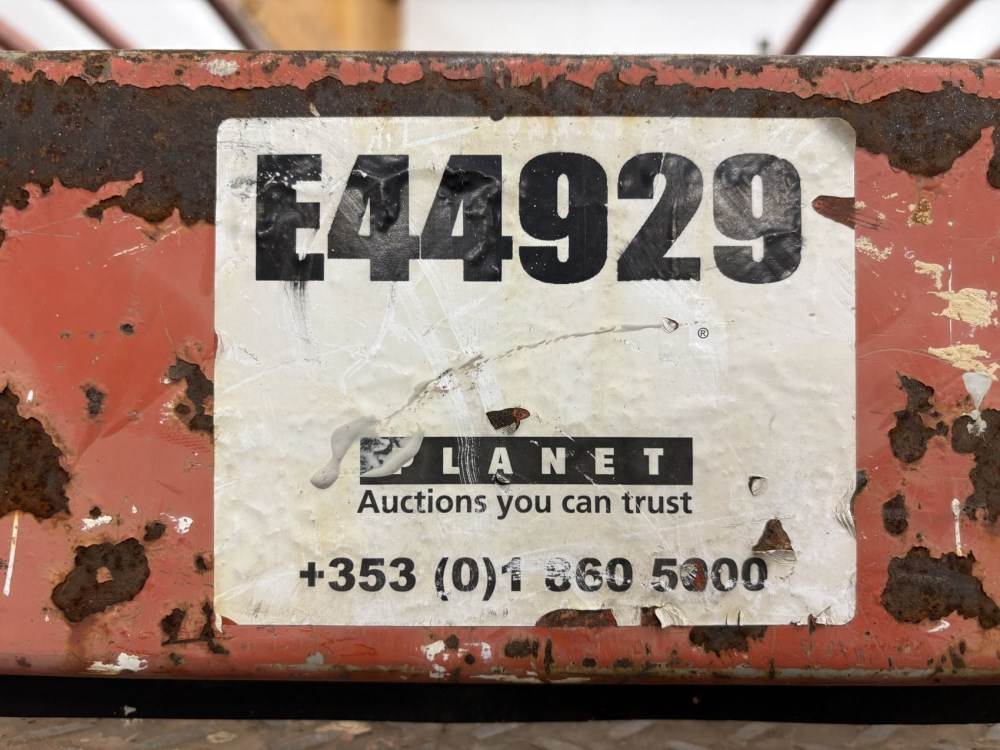 E44929
®
PLANET
Auctions you can trust
+353 (0)1 860 5000